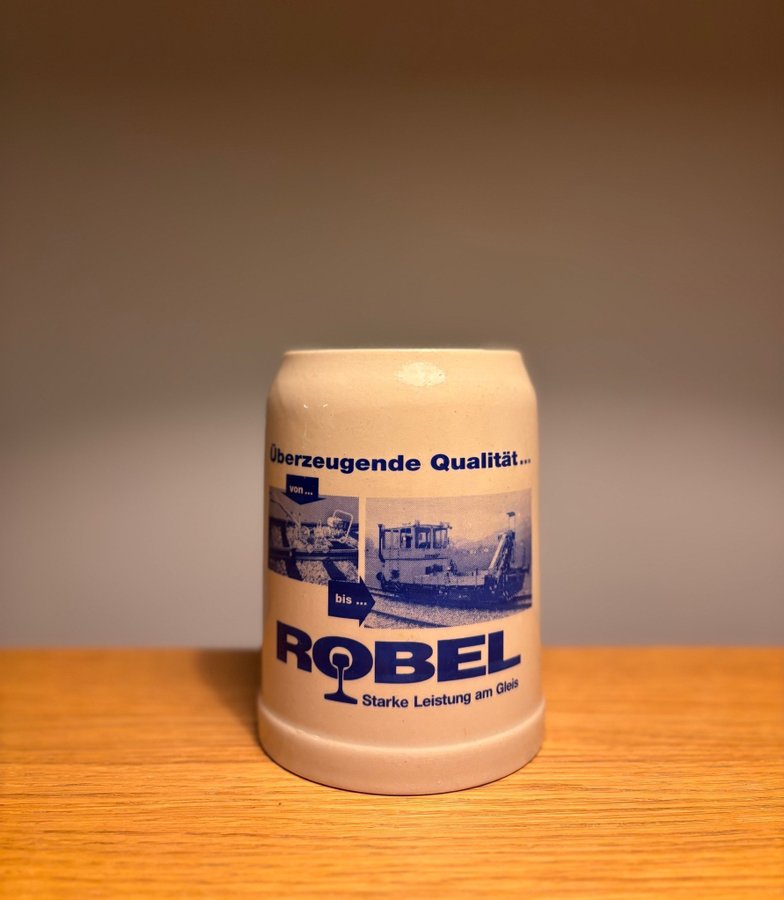 Überzeugende Qualität...
von...
bis ...
ROBEL
Starke Leistung am Gleis